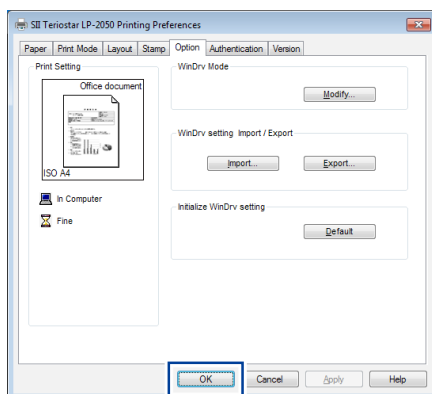 SII Teriostar LP-2050 Printing Preferences
Paper Print Mode Layout Stamp Option Authentication Version
Print Setting
Office document
ISO A4
In Computer
Fine
WinDrv Mode
Modify...
WinDrv setting Import / Export
Import... Export...
Initialize WinDrv setting
Default
OK Cancel Apply Help